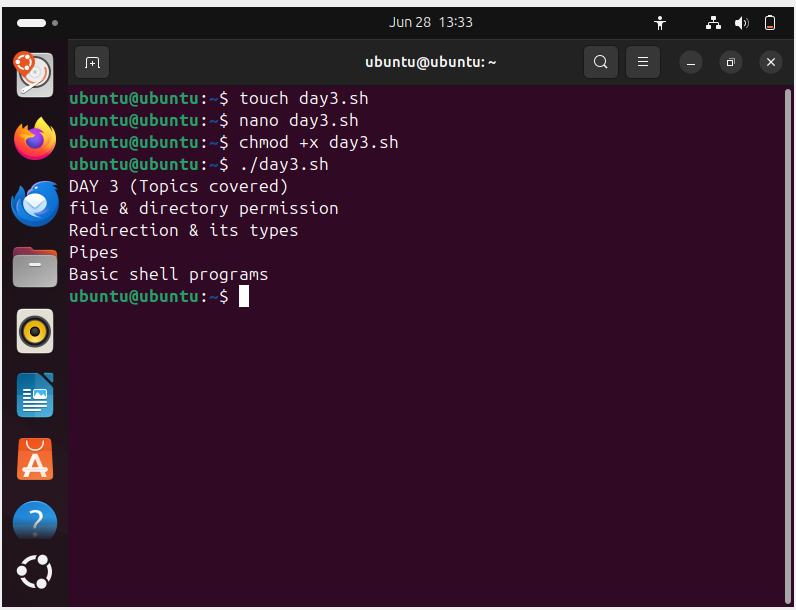 Jun 28 13:33
ubuntu@ubuntu: ~
ubuntu@ubuntu:~$ touch day3.sh
ubuntu@ubuntu:~$ nano day3.sh
ubuntu@ubuntu:~$ chmod +x day3.sh
ubuntu@ubuntu:~$ ./day3.sh
DAY 3 (Topics covered)
file & directory permission
Redirection & its types
Pipes
Basic shell programs
ubuntu@ubuntu:~$